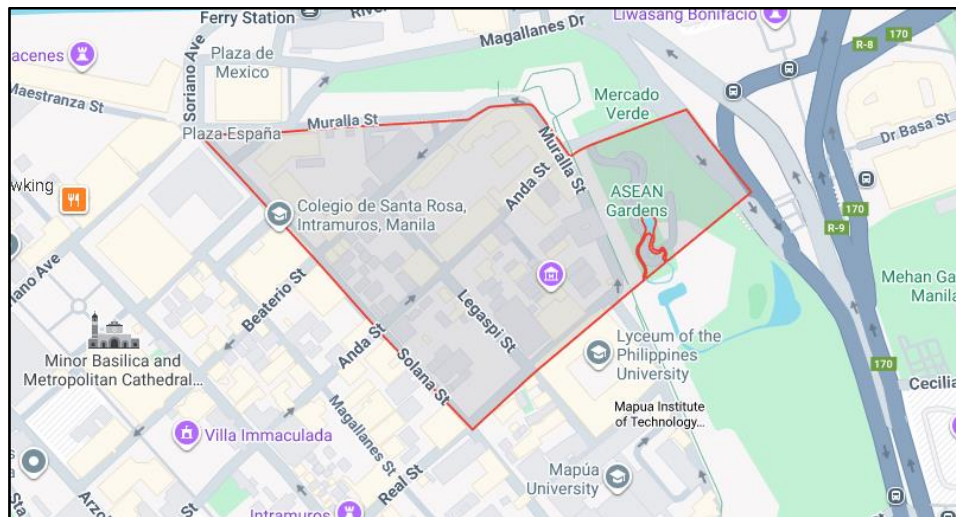 Ferry Station
Liwasang Bonifacio
acenes
Soriano Ave
Plaza de
Mexico
Magallanes Dr
R-8
170
Maestranza St
Mercado
Verde
Plaza España
Muralla St
Muralla St
Dr Basa St
wking
Anda St
ASEAN
Gardens
Colegio de Santa Rosa,
Intramuros, Manila
170
R-9
Beaterio St
Legaspi St
Mehan Ga
Manila
Minor Basilica and
Metropolitan Cathedral...
Anda St
Solana St
Lyceum of the
Philippines
University
170
Cecilia
Magallanes St
Mapua Institute
of Technology...
Villa Immaculada
Real St
Mapúa
University
Intramuros